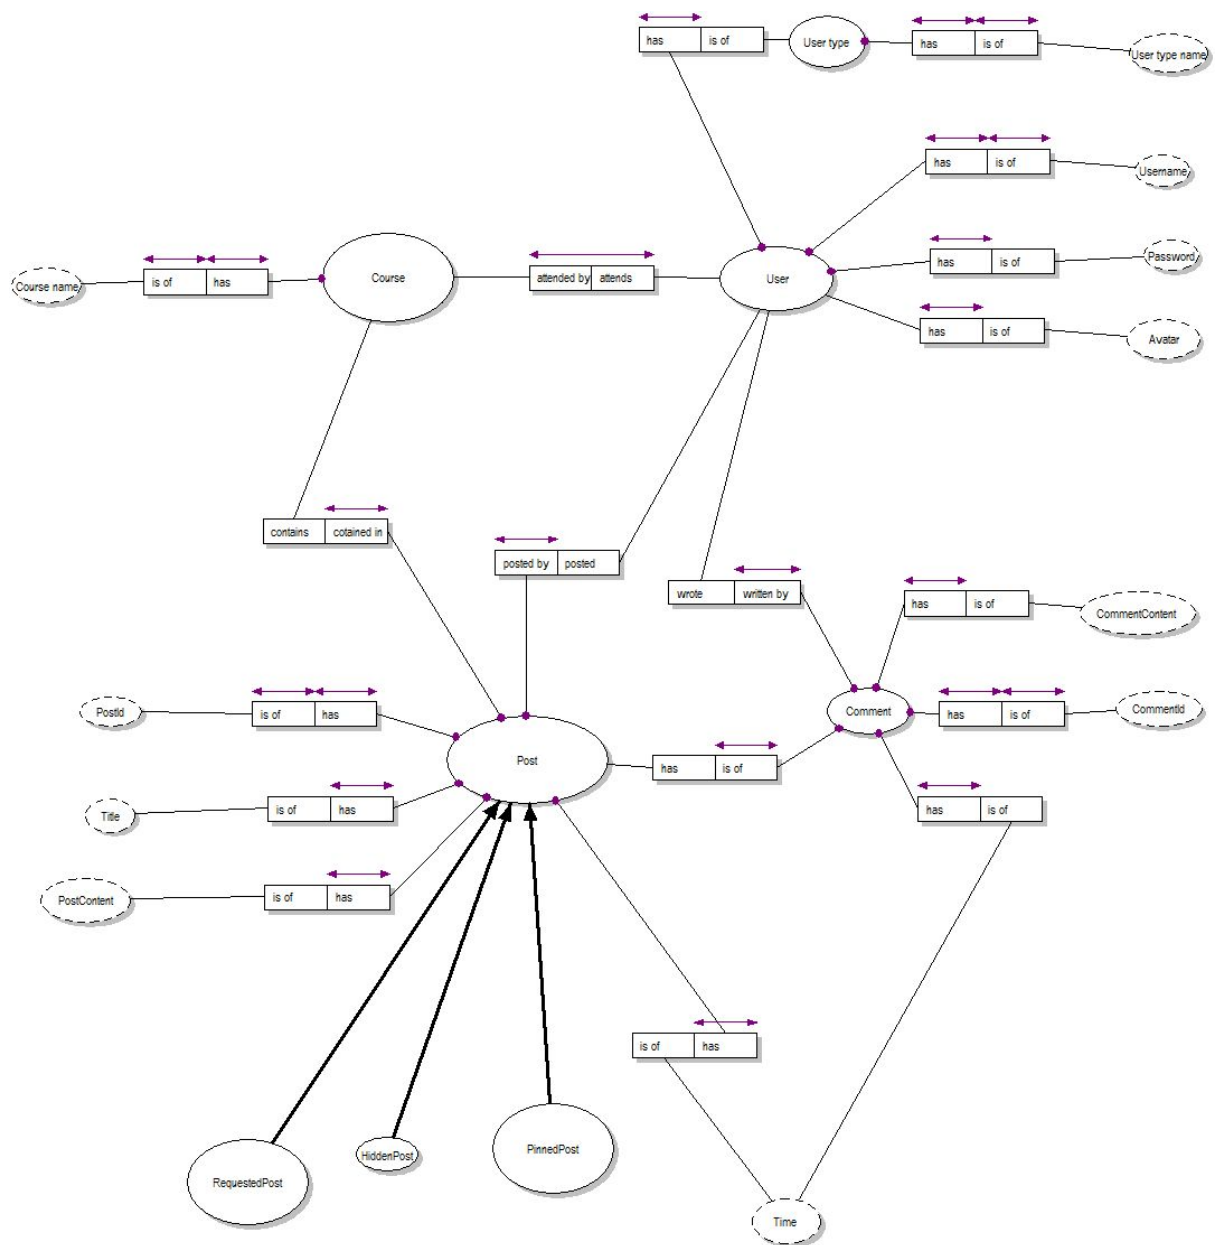 has
is of
User type
has
is of
User type name
has
is of
Username
Course name
is of
has
Course
attended by
attends
User
has
is of
Password
has
is of
Avatar
contains
cotained in
posted by
posted
wrote
written by
has
is of
CommentContent
PostId
is of
has
Comment
has
is of
CommentId
Post
has
is of
Title
is of
has
has
is of
PostContent
is of
has
is of
has
RequestedPost
HiddenPost
PinnedPost
Time